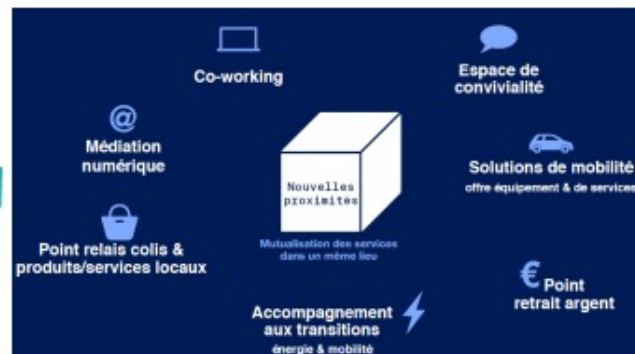 Co-working
Espace de
convivialité
@
Médiation
numérique
Nouvelles
proximités
Solutions de mobilité
offre équipement & de services
Mutualisation des services
dans un même lieu
Point relais colis &
produits/services locaux
€ Point
retrait argent
Accompagnement
aux transitions
énergie & mobilité